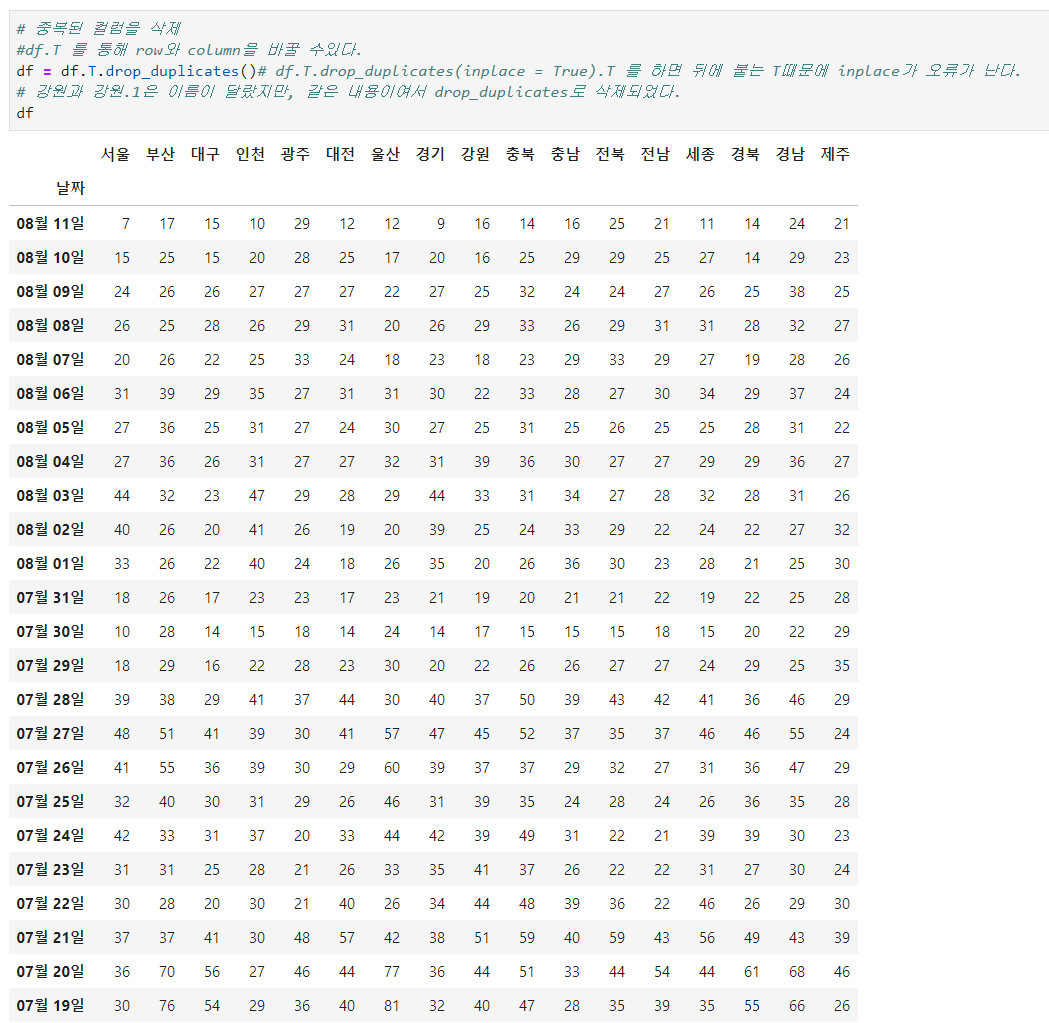 # 중복된 컬럼을 삭제
#df.T 를 통해 row와 column을 바꿀 수있다.
df = df.T.drop_duplicates()# df.T.drop_duplicates(inplace = True).T 를 하면 뒤에 붙는 T때문에 inplace가 오류가 난다.
# 강원과 강원.1은 이름이 달랐지만, 같은 내용이여서 drop_duplicates로 삭제되었다.
df
서울 부산 대구 인천 광주 대전 울산 경기 강원 충북 충남 전북 전남 세종 경북 경남 제주
날짜
08월 11일 7 17 15 10 29 12 12 9 16 14 16 25 21 11 14 24 21
08월 10일 15 25 15 20 28 25 17 20 16 25 29 29 25 27 14 29 23
08월 09일 24 26 26 27 27 27 22 27 25 32 24 24 27 26 25 38 25
08월 08일 26 25 28 26 29 31 20 26 29 33 26 29 31 31 28 32 27
08월 07일 20 26 22 25 33 24 18 23 18 23 29 33 29 27 19 28 26
08월 06일 31 39 29 35 27 31 31 30 22 33 28 27 30 34 29 37 24
08월 05일 27 36 25 31 27 24 30 27 25 31 25 26 25 25 28 31 22
08월 04일 27 36 26 31 27 27 32 31 39 36 30 27 27 29 29 36 27
08월 03일 44 32 23 47 29 28 29 44 33 31 34 27 28 32 28 31 26
08월 02일 40 26 20 41 26 19 20 39 25 24 33 29 22 24 22 27 32
08월 01일 33 26 22 40 24 18 26 35 20 26 36 30 23 28 21 25 30
07월 31일 18 26 17 23 23 17 23 21 19 20 21 21 22 19 22 25 28
07월 30일 10 28 14 15 18 14 24 14 17 15 15 15 18 15 20 22 29
07월 29일 18 29 16 22 28 23 30 20 22 26 26 27 27 24 29 25 35
07월 28일 39 38 29 41 37 44 30 40 37 50 39 43 42 41 36 46 29
07월 27일 48 51 41 39 30 41 57 47 45 52 37 35 37 46 46 55 24
07월 26일 41 55 36 39 30 29 60 39 37 37 29 32 27 31 36 47 29
07월 25일 32 40 30 31 29 26 46 31 39 35 24 28 24 26 36 35 28
07월 24일 42 33 31 37 20 33 44 42 39 49 31 22 21 39 39 30 23
07월 23일 31 31 25 28 21 26 33 35 41 37 26 22 22 31 27 30 24
07월 22일 30 28 20 30 21 40 26 34 44 48 39 36 22 46 26 29 30
07월 21일 37 37 41 30 48 57 42 38 51 59 40 59 43 56 49 43 39
07월 20일 36 70 56 27 46 44 77 36 44 51 33 44 54 44 61 68 46
07월 19일 30 76 54 29 36 40 81 32 40 47 28 35 39 35 55 66 26